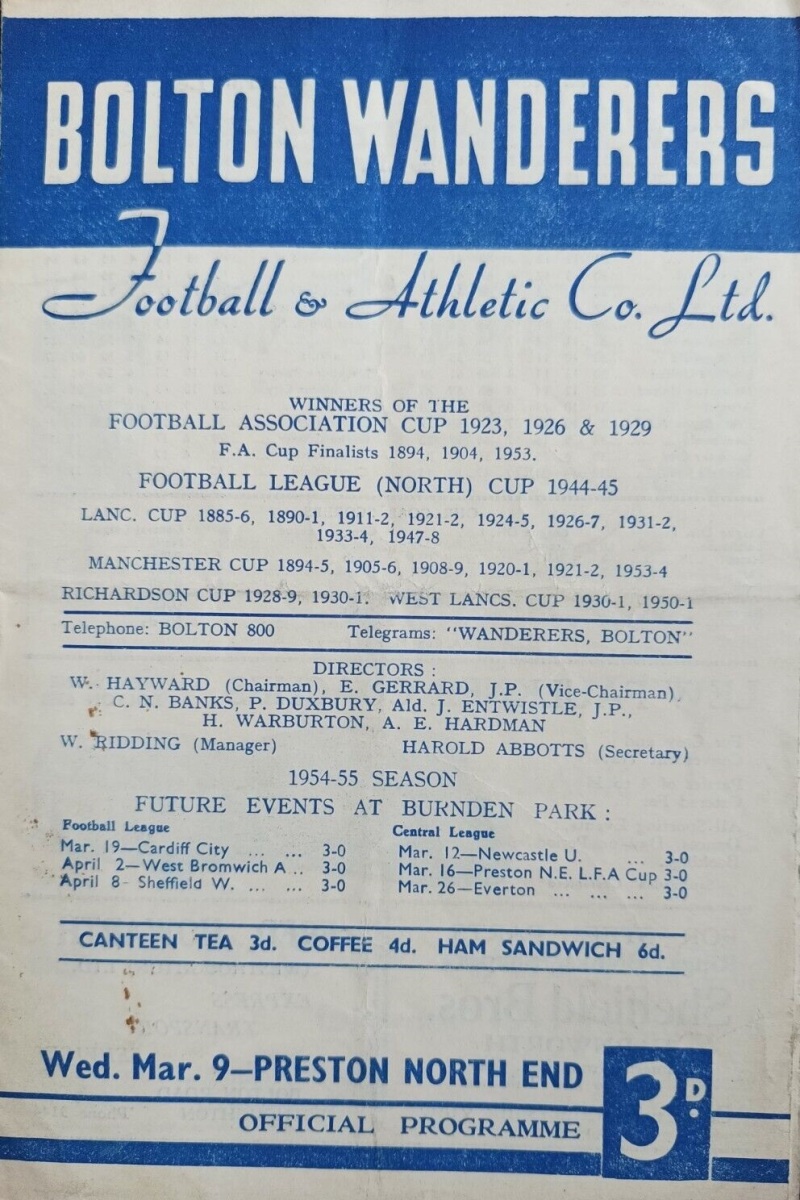 BOLTON WANDERERS
Football & Athletic Co. Ltd.
WINNERS OF THE
FOOTBALL ASSOCIATION CUP 1923, 1926 & 1929
F.A. Cup Finalists 1894, 1904, 1953.
FOOTBALL LEAGUE (NORTH) CUP 1944-45
LANC. CUP 1885-6, 1890-1, 1911-2, 1921-2, 1924-5, 1926-7, 1931-2,
1933-4, 1947-8
MANCHESTER CUP 1894-5, 1905-6, 1908-9, 1920-1, 1921-2, 1953-4
RICHARDSON CUP 1928-9, 1930-1. WEST LANCS. CUP 1930-1, 1950-1
Telephone: BOLTON 800 Telegrams: "WANDERERS, BOLTON"
DIRECTORS :
W. HAYWARD (Chairman), E. GERRARD, J.P. (Vice-Chairman).
C. N. BANKS, P. DUXBURY, Ald. J. ENTWISTLE, J.P.,
H. WARBURTON, A. E. HARDMAN
W. RIDDING (Manager) HAROLD ABBOTTS (Secretary)
1954-55 SEASON
FUTURE EVENTS AT BURNDEN PARK :
Football League
Mar. 19—Cardiff City ... ... 3-0
April 2—West Bromwich A .. 3-0
April 8- Sheffield W. ... ... 3-0
Central League
Mar. 12—Newcastle U. ... 3-0
Mar. 16—Preston N.E. L.F.A Cup 3-0
Mar. 26—Everton ... ... ... 3-0
CANTEEN TEA 3d. COFFEE 4d. HAM SANDWICH 6d.
Wed. Mar. 9—PRESTON NORTH END
OFFICIAL PROGRAMME
3D.